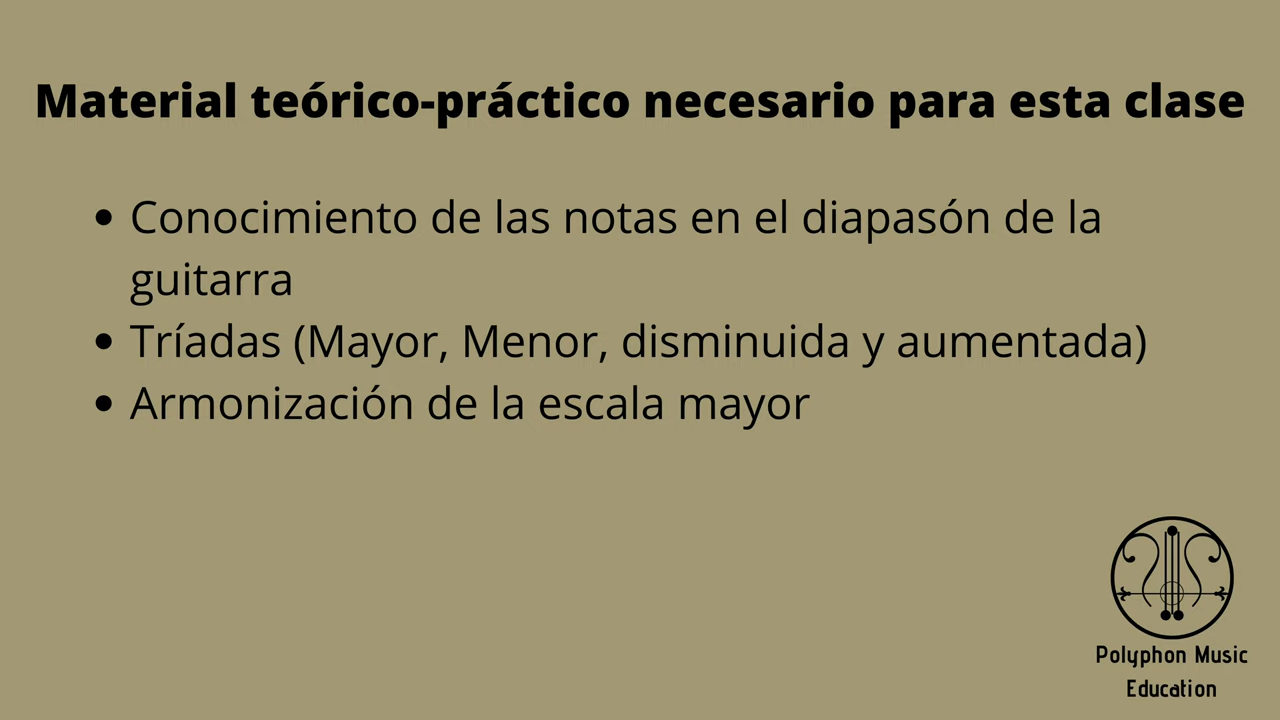 Material teórico-práctico necesario para esta clase
• Conocimiento de las notas en el diapasón de la
guitarra
• Tríadas (Mayor, Menor, disminuida y aumentada)
• Armonización de la escala mayor
Polyphon Music
Education